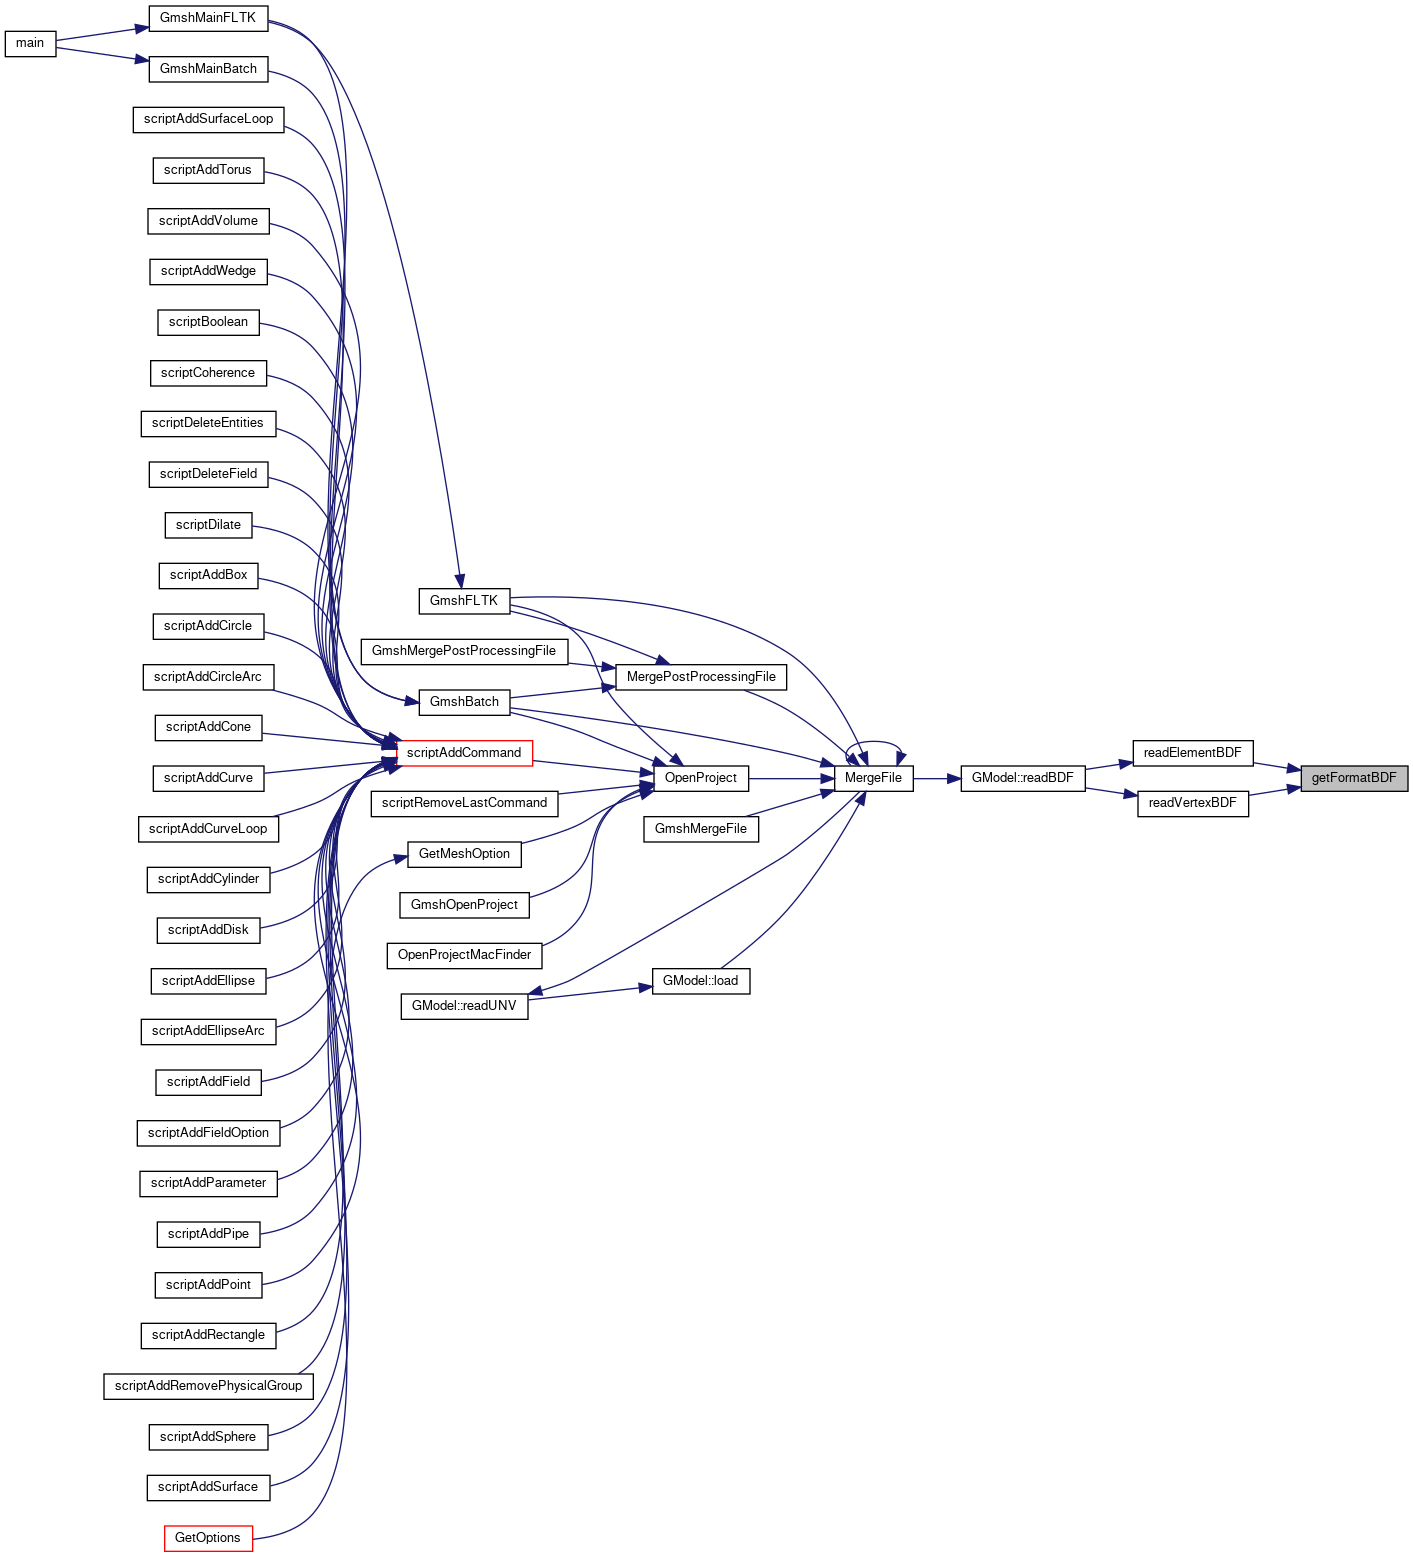 main
GmshMainFLTK
GmshMainBatch
scriptAddSurfaceLoop
scriptAddTorus
scriptAddVolume
scriptAddWedge
scriptBoolean
scriptCoherence
scriptDeleteEntities
scriptDeleteField
scriptDilate
scriptAddBox
scriptAddCircle
scriptAddCircleArc
scriptAddCone
scriptAddCurve
scriptAddCurveLoop
scriptAddCylinder
scriptAddDisk
scriptAddEllipse
scriptAddEllipseArc
scriptAddField
scriptAddFieldOption
scriptAddParameter
scriptAddPipe
scriptAddPoint
scriptAddRectangle
scriptAddRemovePhysicalGroup
scriptAddSphere
scriptAddSurface
GetOptions
GmshFLTK
GmshMergePostProcessingFile
GmshBatch
scriptAddCommand
scriptRemoveLastCommand
GetMeshOption
GmshOpenProject
OpenProjectMacFinder
GModel::readUNV
MergePostProcessingFile
OpenProject
GmshMergeFile
GModel::load
MergeFile
GModel::readBDF
readElementBDF
readVertexBDF
getFormatBDF